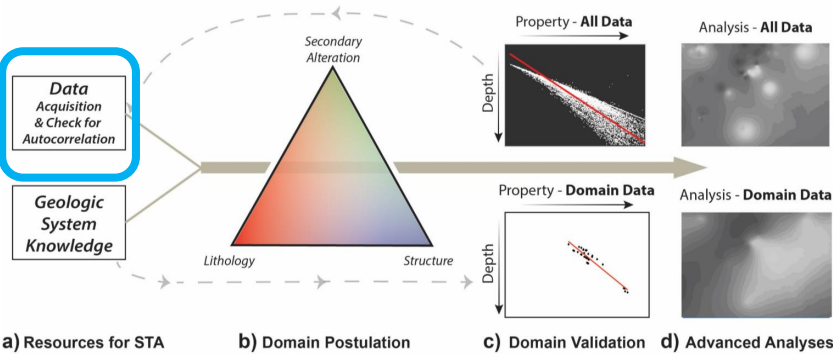 Data
Acquisition
& Check for
Autocorrelation
Geologic
System
Knowledge
a) Resources for STA
Secondary
Alteration
Lithology
Structure
b) Domain Postulation
Property - All Data
Depth
Property - Domain Data
Depth
c) Domain Validation
Analysis - All Data
Analysis - Domain Data
d) Advanced Analyses